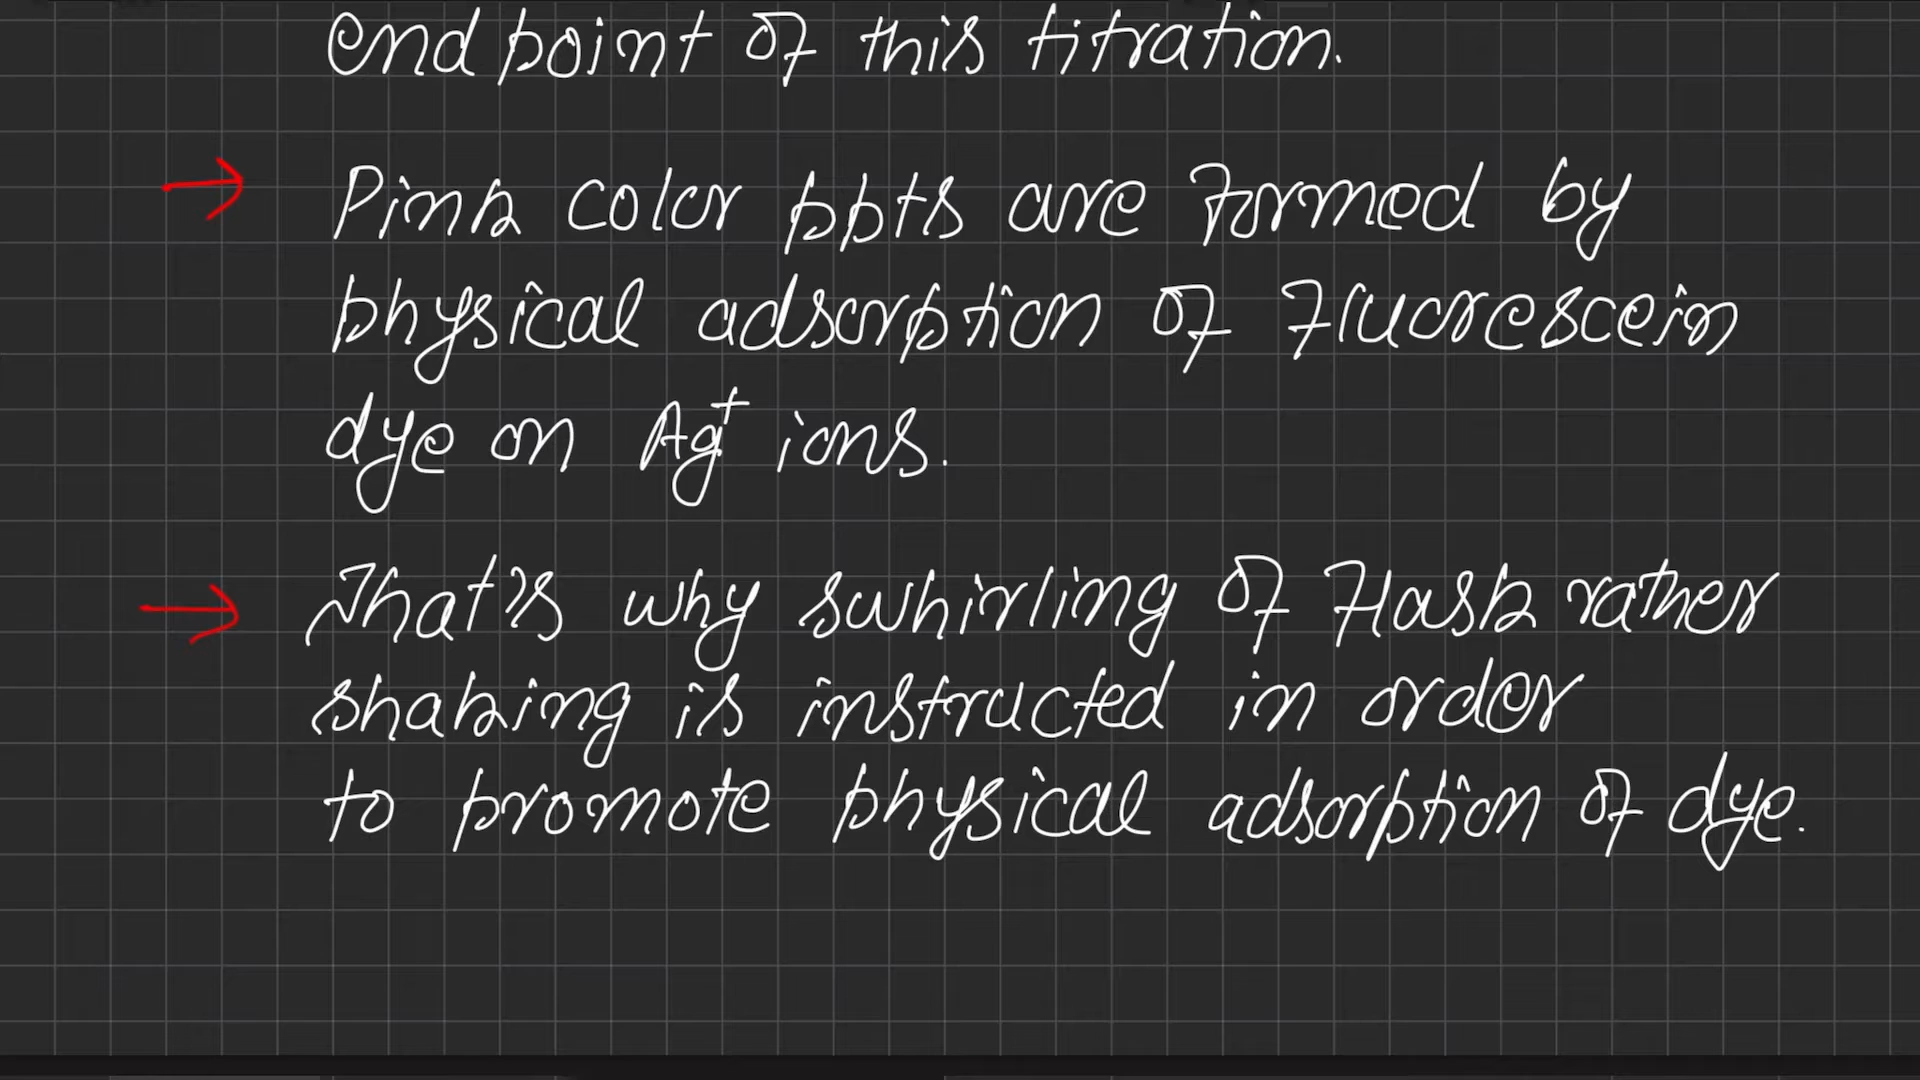 end point of this titration.
Pink color ppts are formed by
physical adsorption of Fluorescein
dye on Ag⁺ ions.
That's why swhirling of Flask rather
shaking is instructed in order
to promote physical adsorption of dye.